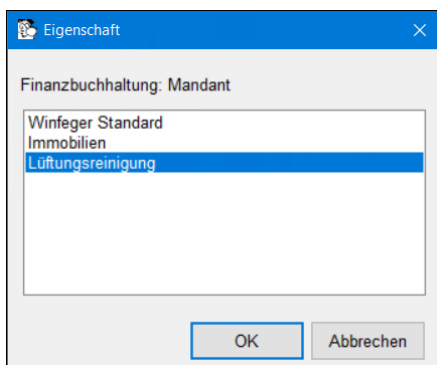 Eigenschaft
Finanzbuchhaltung: Mandant
Winfeger Standard
Immobilien
Lüftungsreinigung
OK
Abbrechen